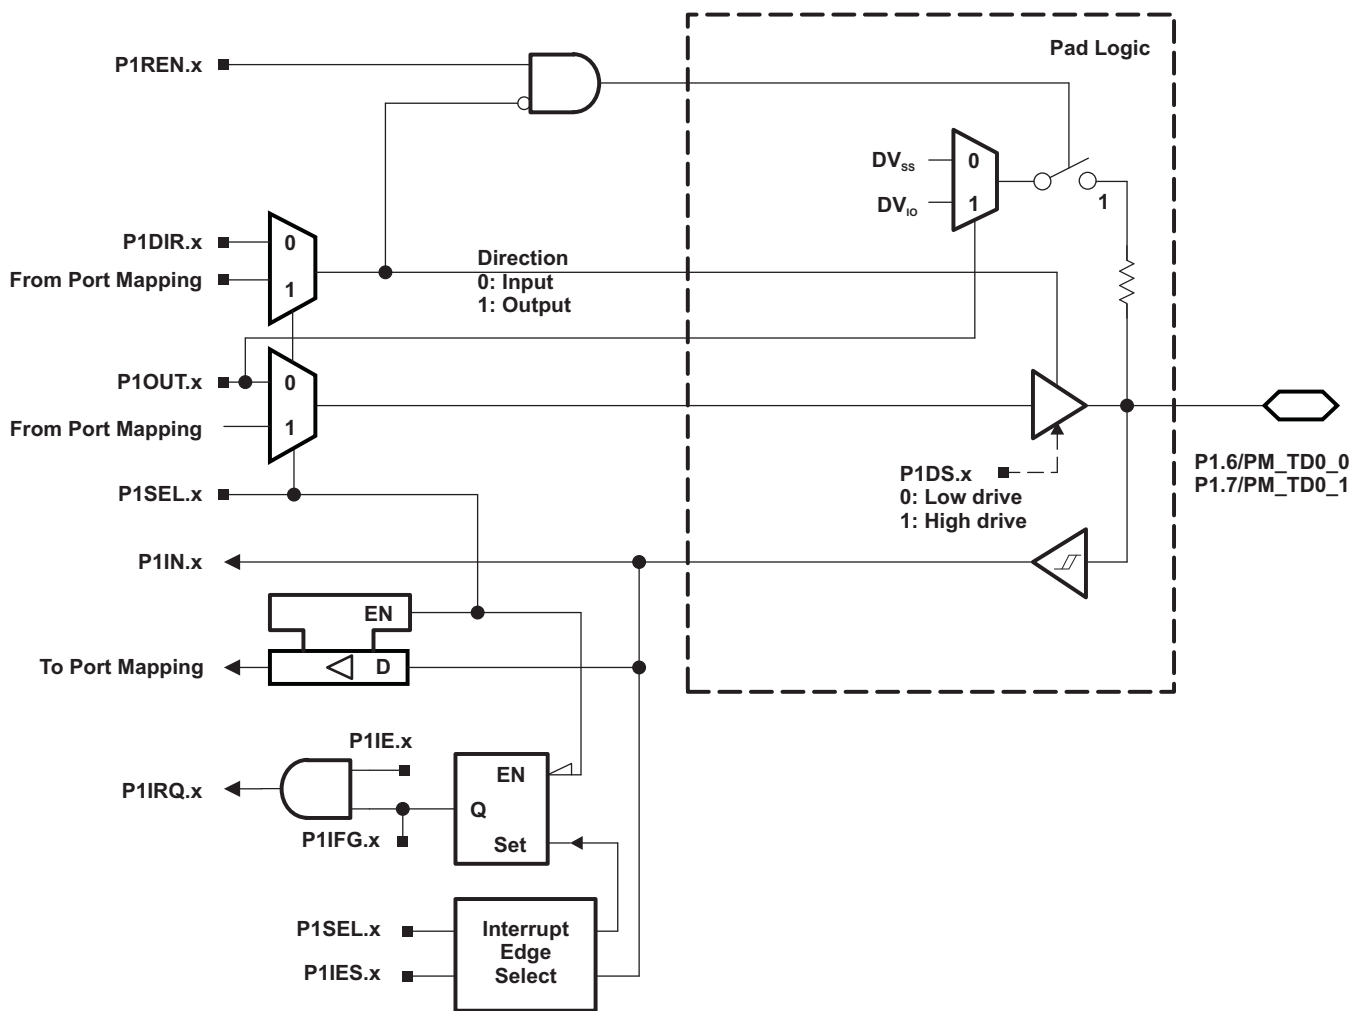 Pad Logic
P1REN.x
DVSS
0
DVIO
1
1
P1DIR.x
0
From Port Mapping
1
Direction
0: Input
1: Output
P1OUT.x
0
From Port Mapping
1
P1DS.x
0: Low drive
1: High drive
P1.6/PM_TD0_0
P1.7/PM_TD0_1
P1SEL.x
P1IN.x
EN
To Port Mapping
D
P1IE.x
P1IRQ.x
EN
Q
Set
P1IFG.x
P1SEL.x
P1IES.x
Interrupt
Edge
Select